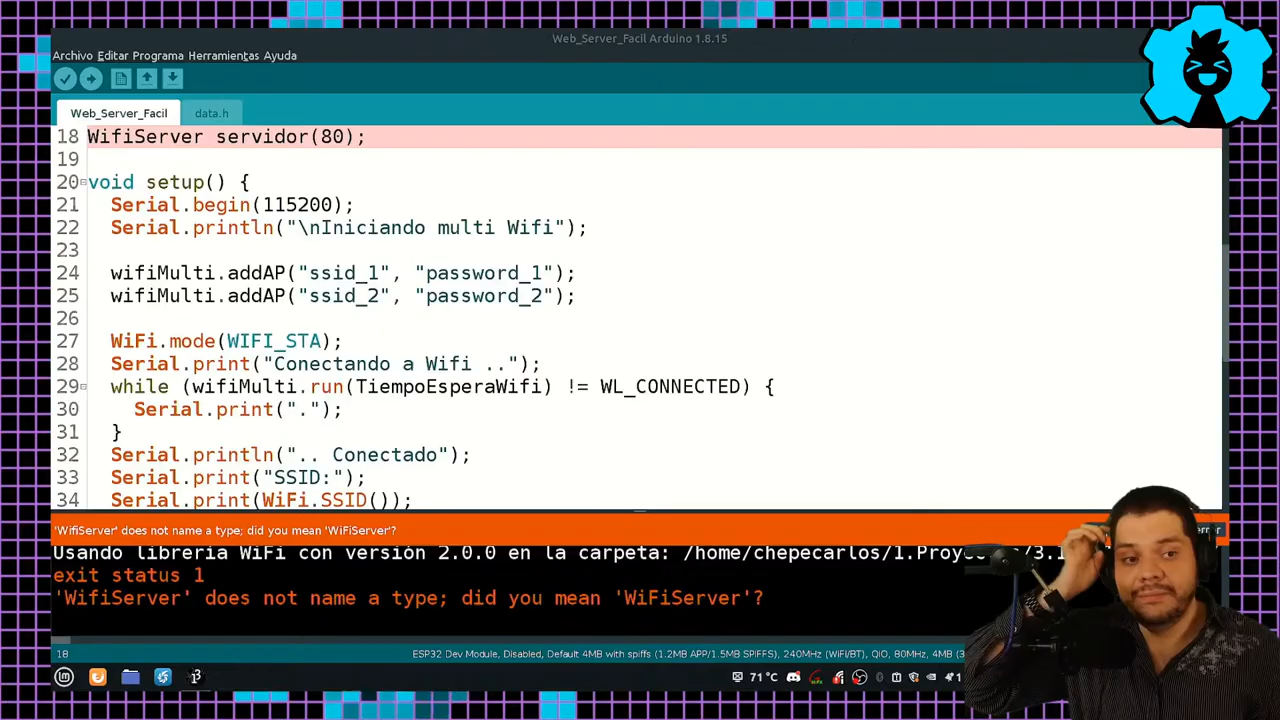 Web_Server_Facil Arduino 1.8.15
Archivo Editar Programa Herramientas Ayuda
Web_Server_Facil data.h
18 WifiServer servidor(80);
19
20 void setup() {
21 Serial.begin(115200);
22 Serial.println("\nIniciando multi Wifi");
23
24 wifiMulti.addAP("ssid_1", "password_1");
25 wifiMulti.addAP("ssid_2", "password_2");
26
27 WiFi.mode(WIFI_STA);
28 Serial.print("Conectando a Wifi ..");
29 while (wifiMulti.run(TiempoEsperaWifi) != WL_CONNECTED) {
30 Serial.print(".");
31 }
32 Serial.println(".. Conectado");
33 Serial.print("SSID:");
34 Serial.print(WiFi.SSID());
'WifiServer' does not name a type; did you mean 'WiFiServer'?
Usando libreria WiFi con versión 2.0.0 en la carpeta: /home/chepecarlos/1.Proye
exit status 1
'WifiServer' does not name a type; did you mean 'WiFiServer'?
18 ESP32 Dev Module, Disabled, Default 4MB with spiffs (1.2MB APP/1.5MB SPIFFS), 240MHz (WiFi/BT), QIO, 80MHz, 4MB (3
71°C